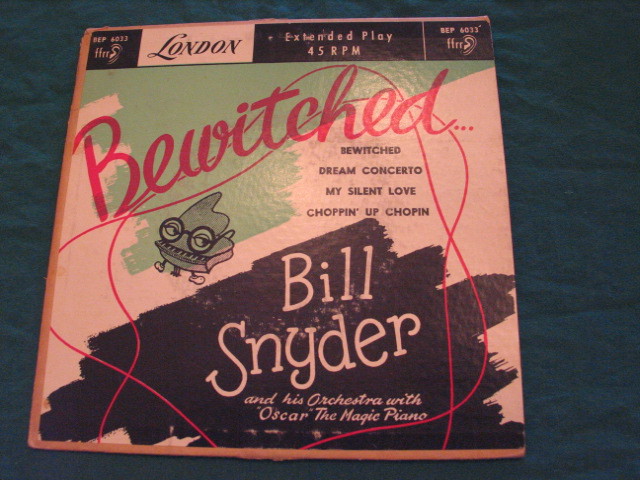 BEP 6033
ffrr
LONDON
Extended Play
45 RPM
BEP 6033
ffrr
Bewitched...
BEWITCHED
DREAM CONCERTO
MY SILENT LOVE
CHOPPIN' UP CHOPIN
Bill
Snyder
and his Orchestra with
"Oscar" The Magic Piano